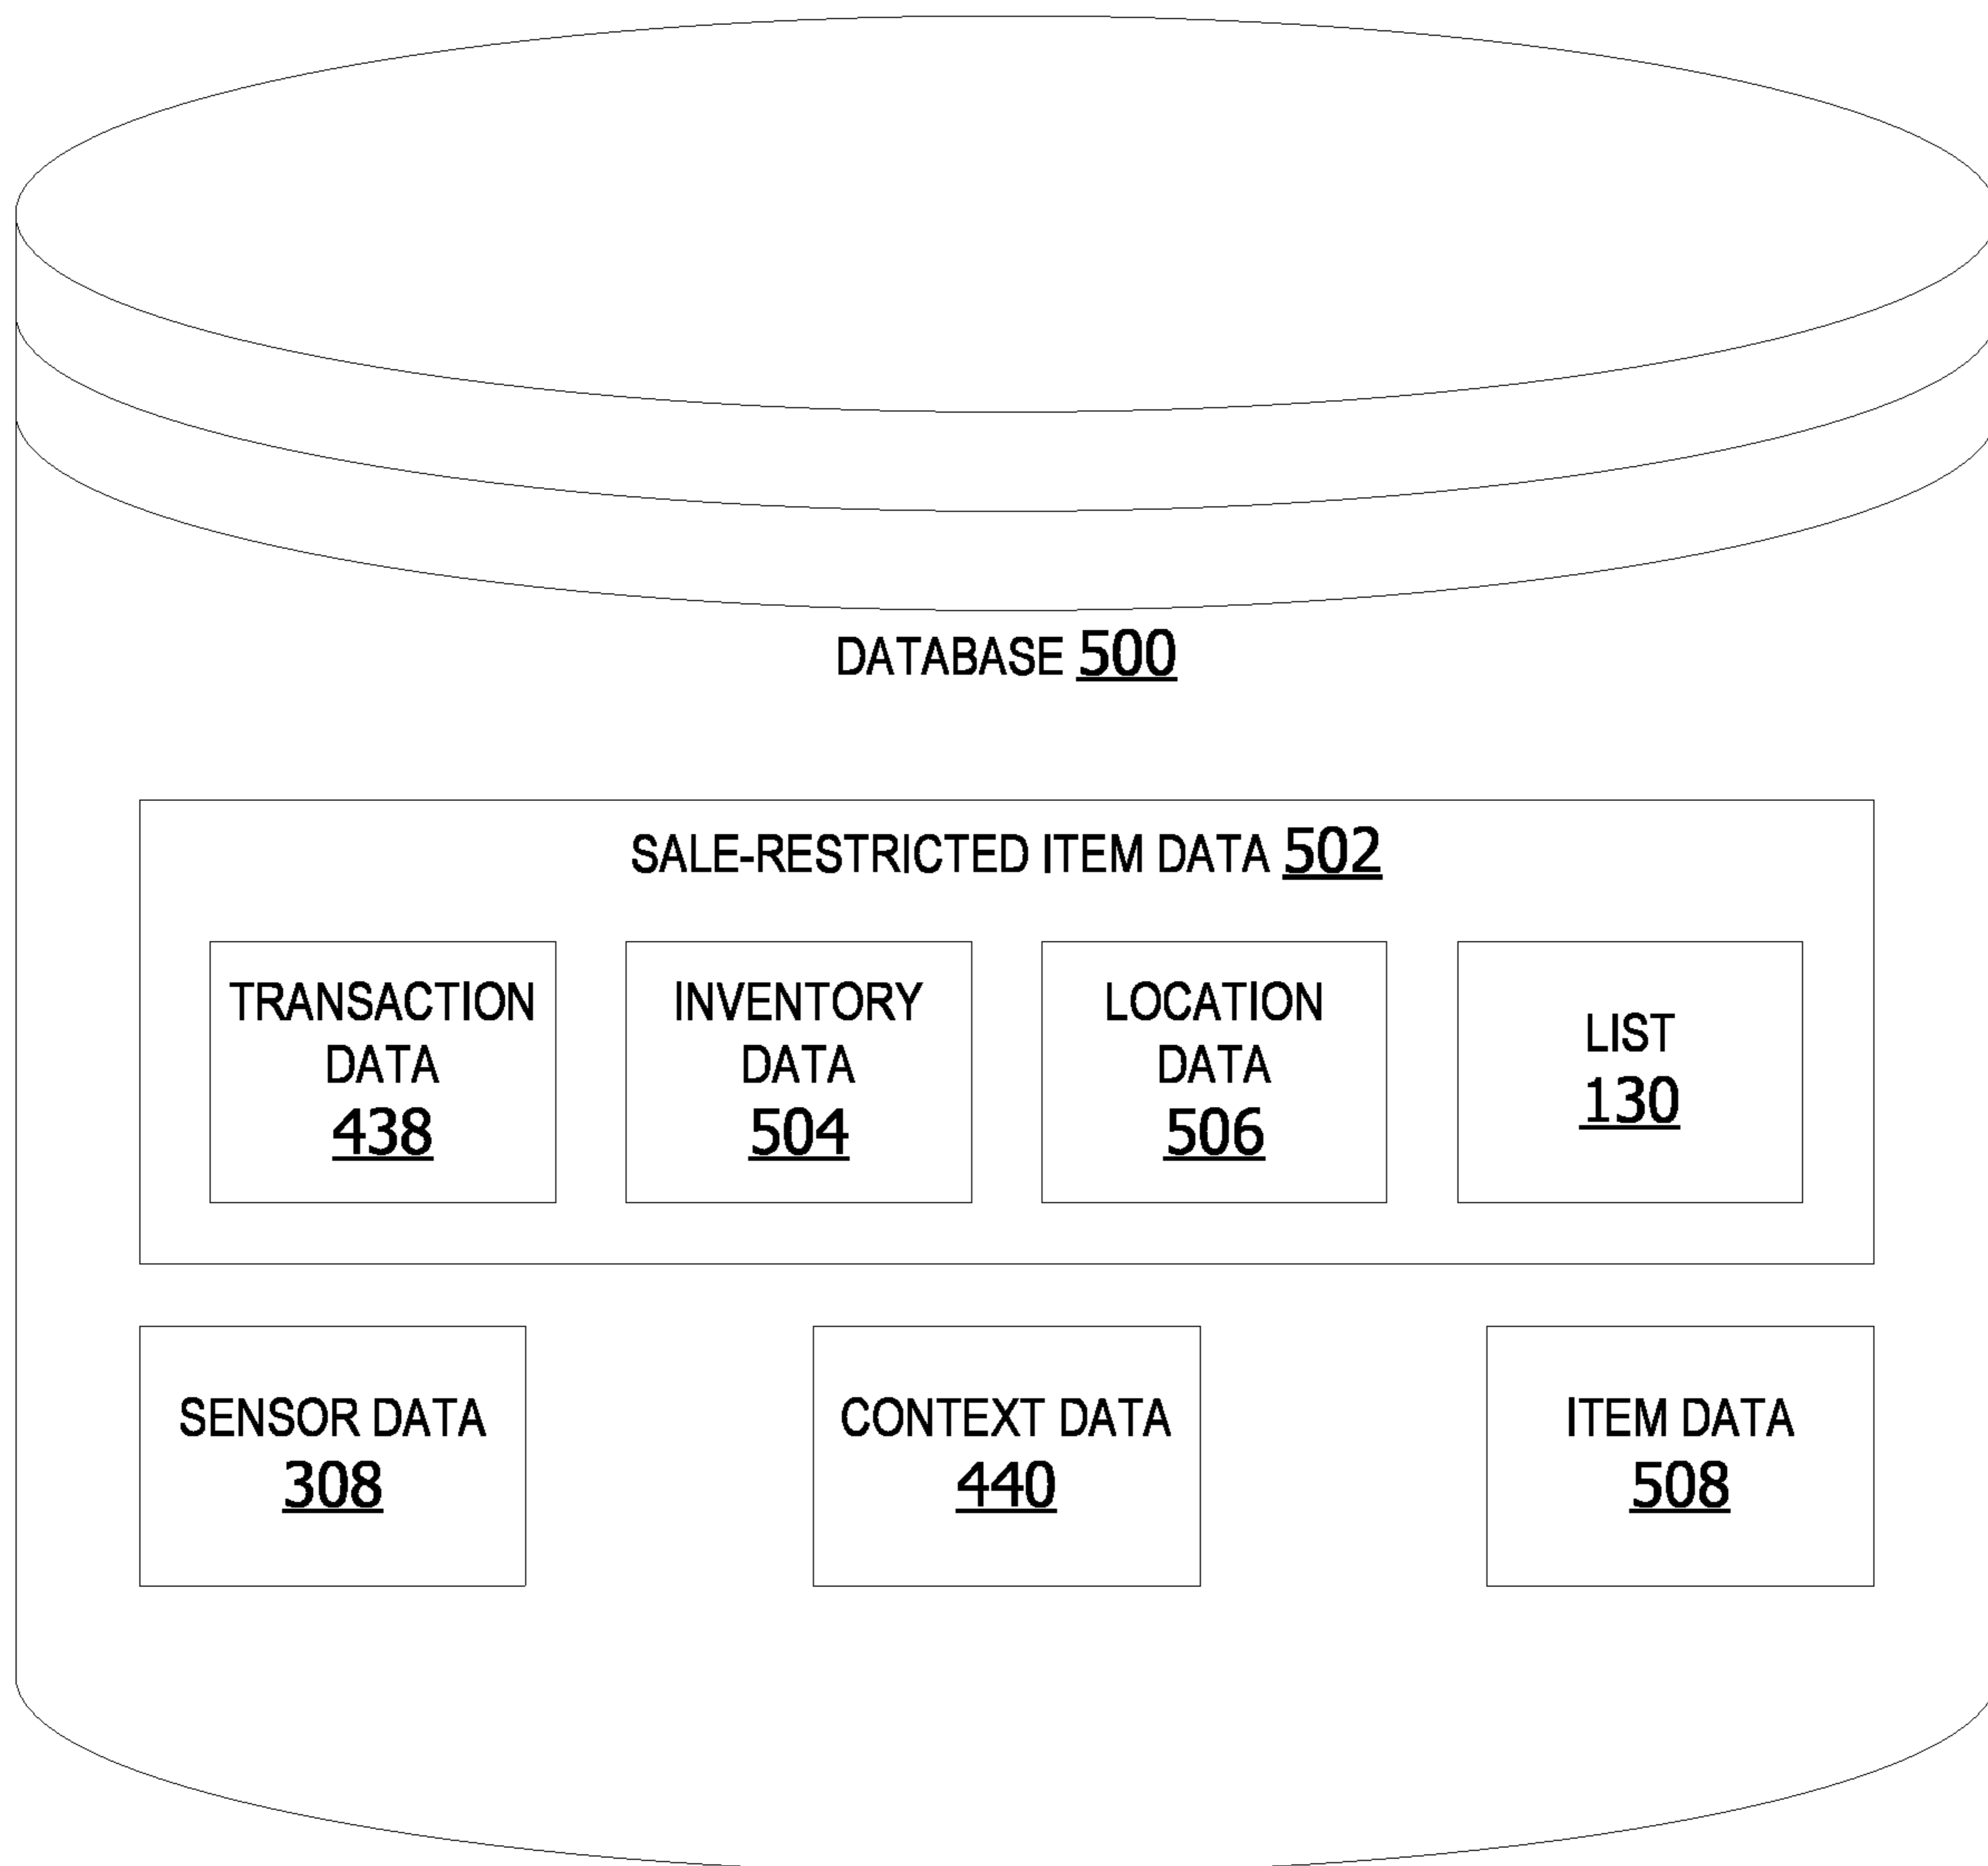 DATABASE 500
SALE-RESTRICTED ITEM DATA 502
TRANSACTION
DATA
438
INVENTORY
DATA
504
LOCATION
DATA
506
LIST
130
SENSOR DATA
308
CONTEXT DATA
440
ITEM DATA
508